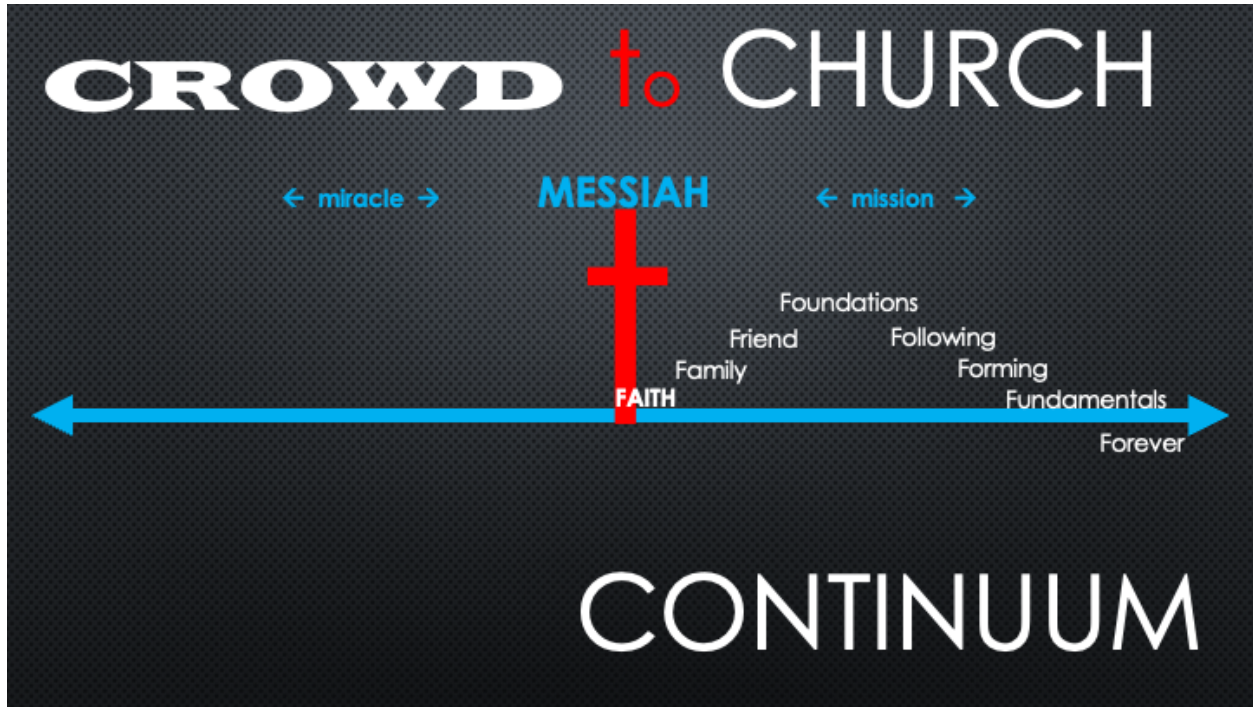 CROWD to CHURCH
← miracle → MESSIAH ← mission →
Foundations
Friend Following
Family Forming
FAITH Fundamentals
Forever
CONTINUUM